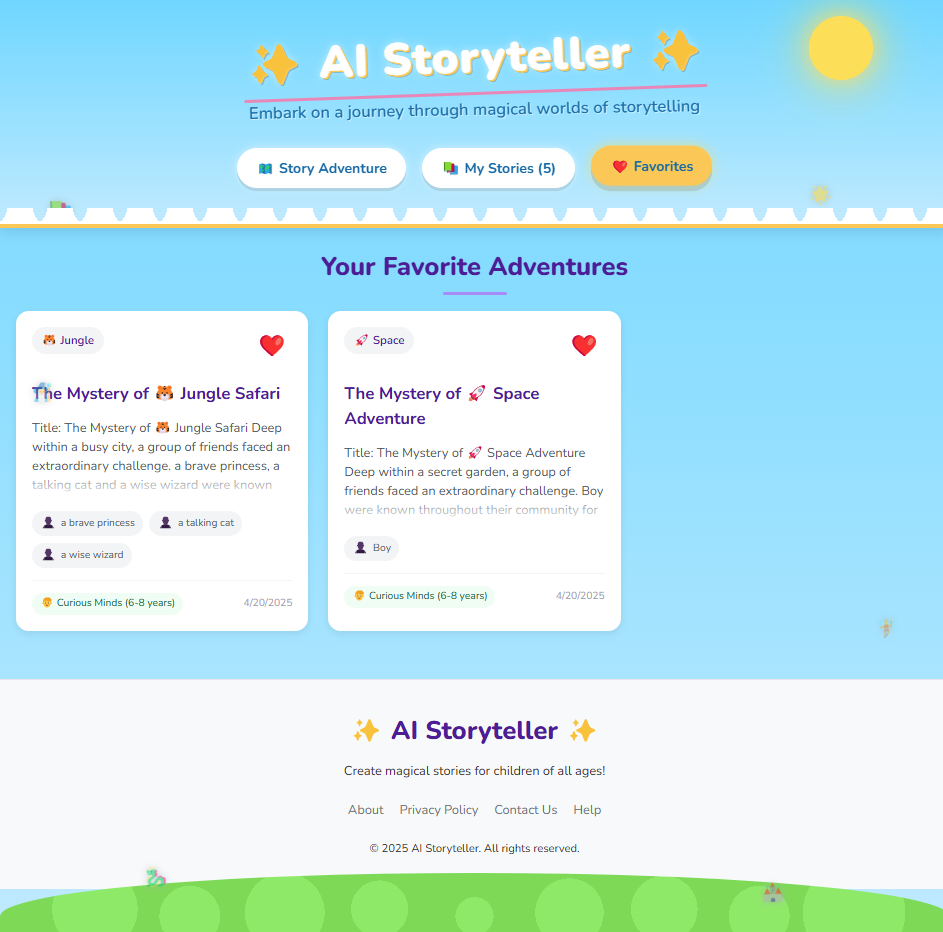 ✨ AI Storyteller ✨
Embark on a journey through magical worlds of storytelling
Story Adventure
My Stories (5)
Favorites
Your Favorite Adventures
Jungle
The Mystery of 🐯 Jungle Safari
Title: The Mystery of 🐯 Jungle Safari Deep
within a busy city, a group of friends faced an
extraordinary challenge. a brave princess, a
talking cat and a wise wizard were known
a brave princess
a talking cat
a wise wizard
Curious Minds (6-8 years)
4/20/2025
Space
The Mystery of 🚀 Space
Adventure
Title: The Mystery of 🚀 Space Adventure
Deep within a secret garden, a group of
friends faced an extraordinary challenge. Boy
were known throughout their community for
Boy
Curious Minds (6-8 years)
4/20/2025
✨ AI Storyteller ✨
Create magical stories for children of all ages!
About Privacy Policy Contact Us Help
© 2025 AI Storyteller. All rights reserved.